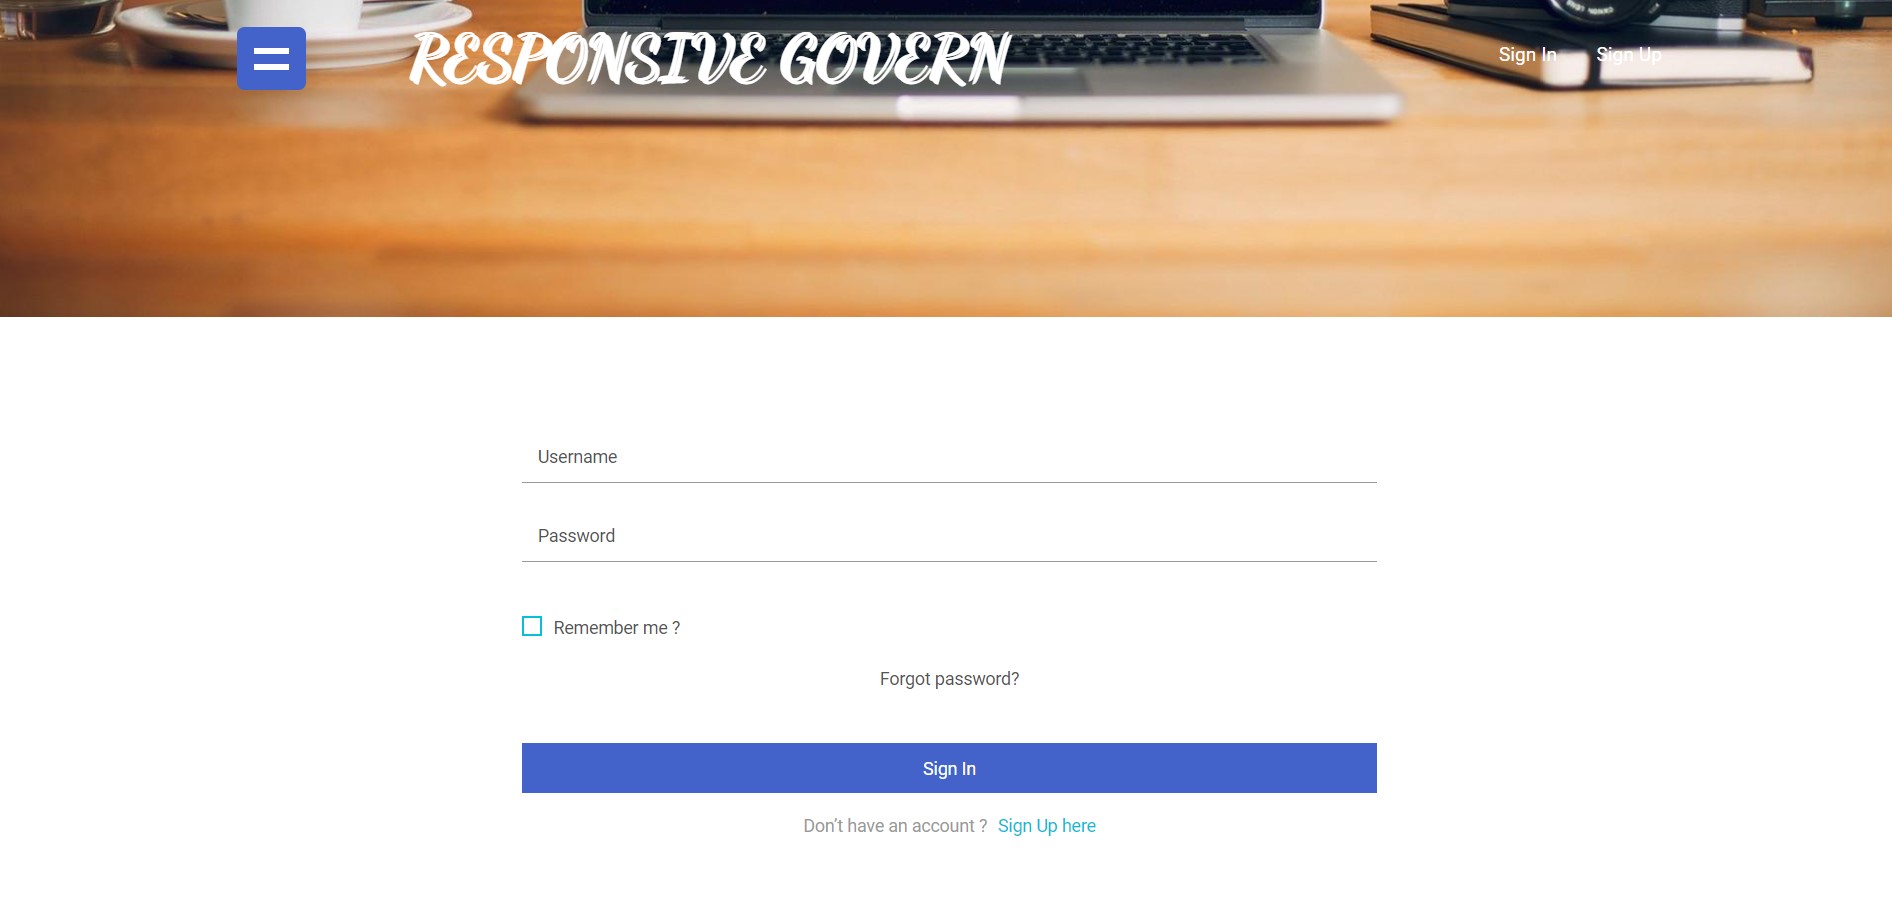 RESPONSIVE GOVERN
Sign In
Sign Up
Username
Password
Remember me ?
Forgot password?
Sign In
Don't have an account ? Sign Up here